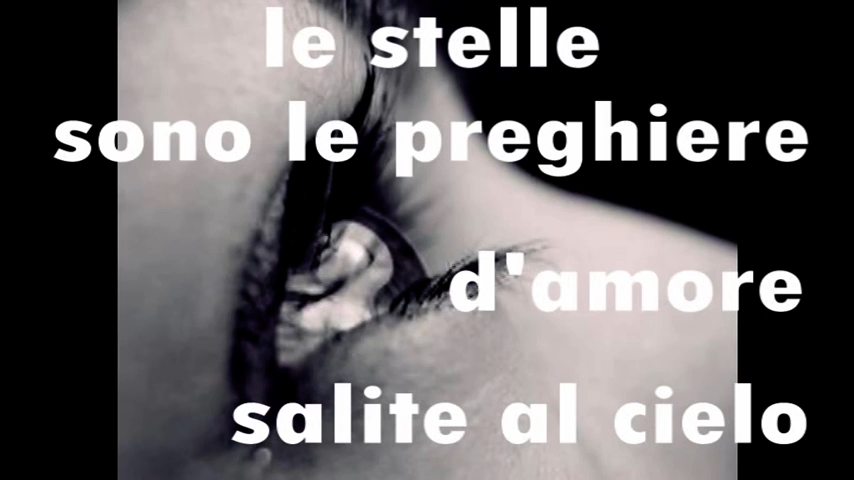 le stelle
sono le preghiere
d'amore
salite al cielo